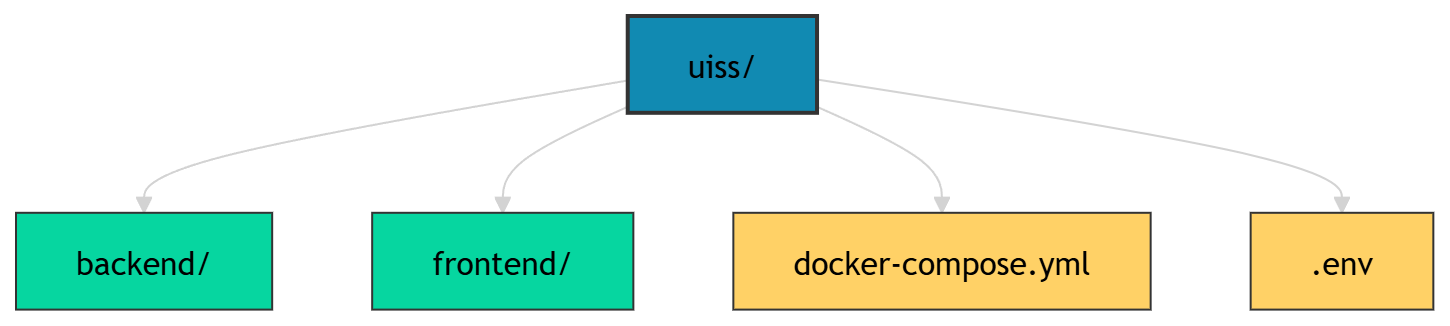 uiss/
backend/
frontend/
docker-compose.yml
.env